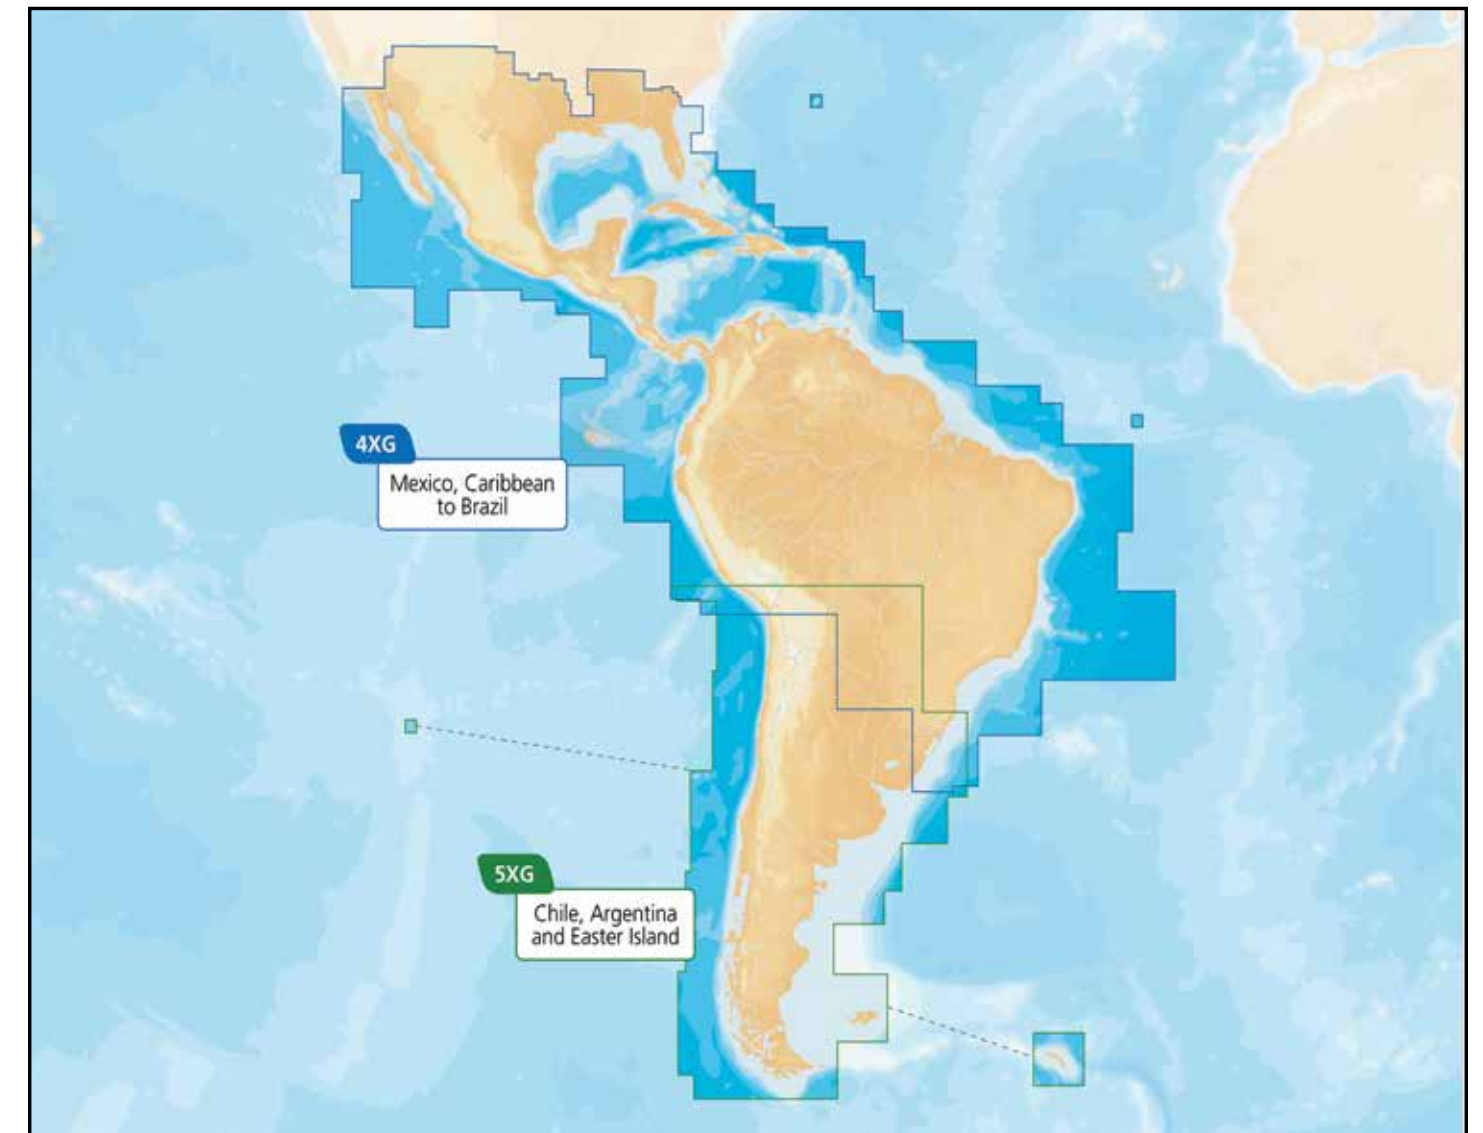 4XG
Mexico, Caribbean
to Brazil
5XG
Chile, Argentina
and Easter Island